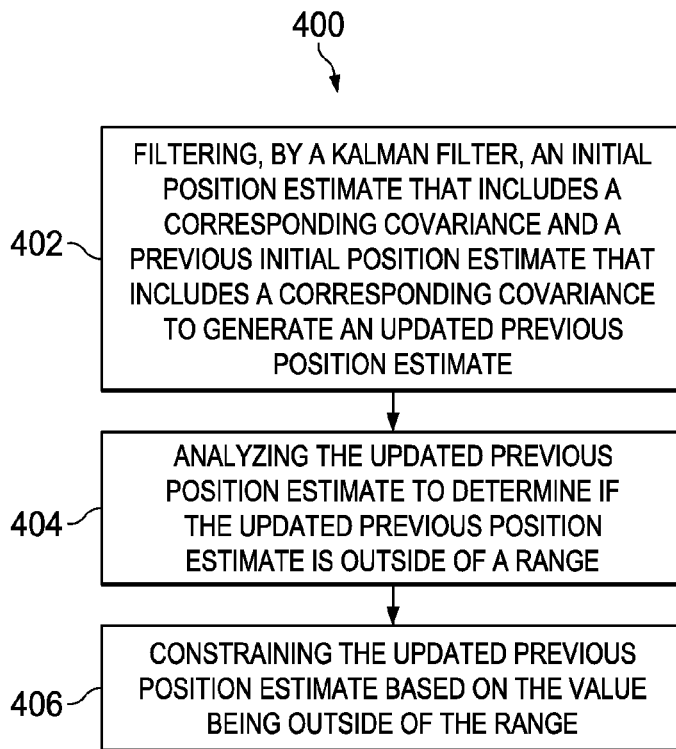 400
FILTERING, BY A KALMAN FILTER, AN INITIAL
POSITION ESTIMATE THAT INCLUDES A
CORRESPONDING COVARIANCE AND A
402
PREVIOUS INITIAL POSITION ESTIMATE THAT
INCLUDES A CORRESPONDING COVARIANCE
TO GENERATE AN UPDATED PREVIOUS
POSITION ESTIMATE
ANALYZING THE UPDATED PREVIOUS
POSITION ESTIMATE TO DETERMINE IF
404
THE UPDATED PREVIOUS POSITION
ESTIMATE IS OUTSIDE OF A RANGE
CONSTRAINING THE UPDATED PREVIOUS
POSITION ESTIMATE BASED ON THE VALUE
406
BEING OUTSIDE OF THE RANGE